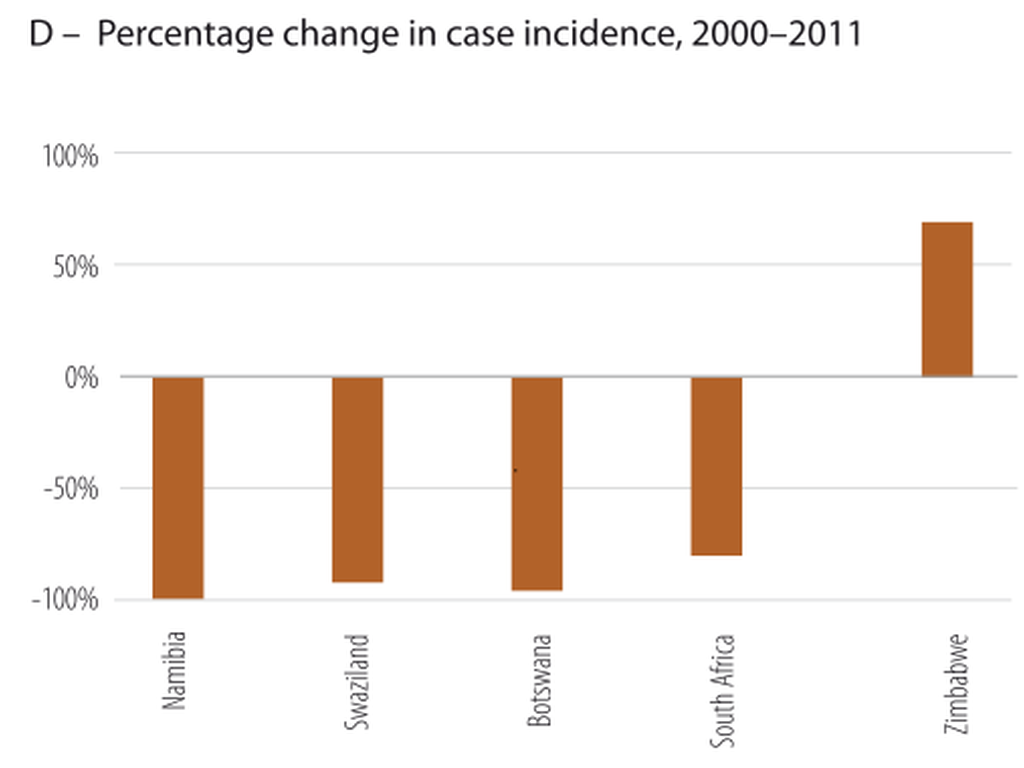 D – Percentage change in case incidence, 2000–2011
100%
50%
0%
-50%
-100%
Namibia
Swaziland
Botswana
South Africa
Zimbabwe